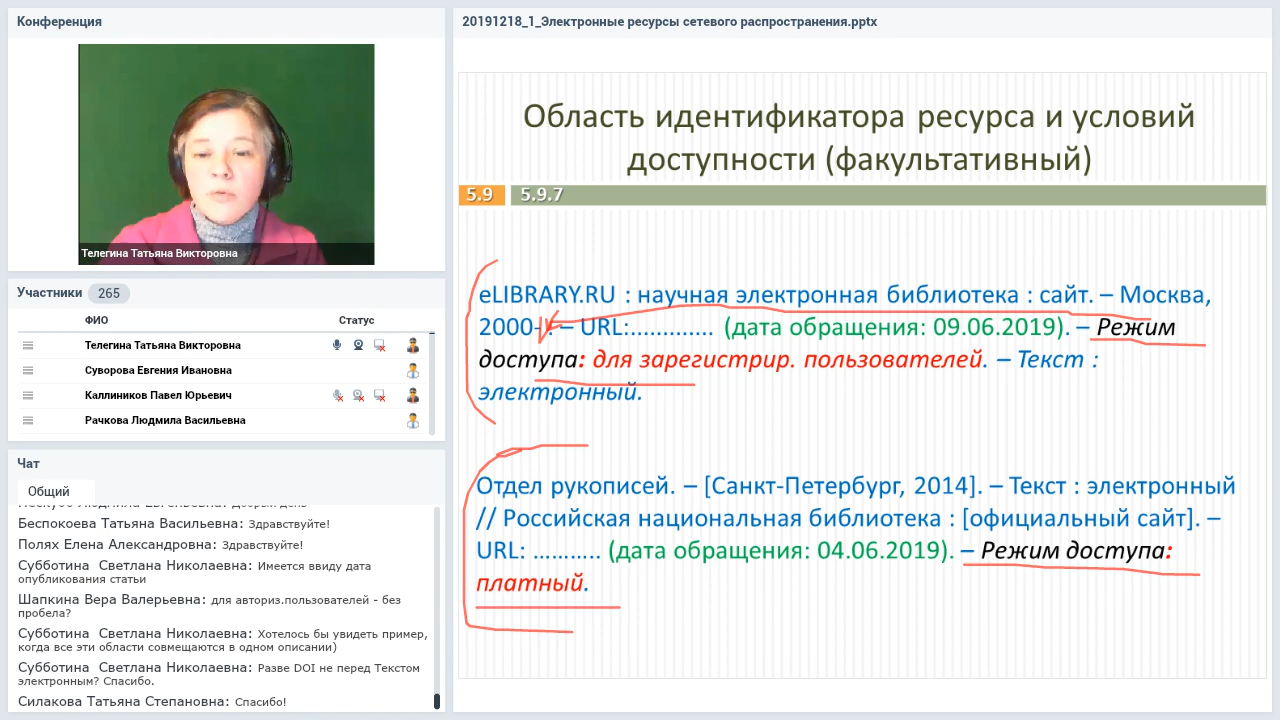 Конференция
Телегина Татьяна Викторовна
Участники 265
ФИО Статус
Телегина Татьяна Викторовна
Суворова Евгения Ивановна
Каллиников Павел Юрьевич
Рачкова Людмила Васильевна
Чат
Общий
Беспокоева Татьяна Васильевна: Здравствуйте!
Полях Елена Александровна: Здравствуйте!
Субботина Светлана Николаевна: Имеется ввиду дата
опубликования статьи
Шапкина Вера Валерьевна: для авториз.пользователей - без
пробела?
Субботина Светлана Николаевна: Хотелось бы увидеть пример,
когда все эти области совмещаются в одном описании)
Субботина Светлана Николаевна: Разве DOI не перед Текстом
электронным? Спасибо.
Силакова Татьяна Степановна: Спасибо!
20191218_1_Электронные ресурсы сетевого распространения.pptx
Область идентификатора ресурса и условий
доступности (факультативный)
5.9 5.9.7
eLIBRARY.RU : научная электронная библиотека : сайт. – Москва,
2000- . – URL:............. (дата обращения: 09.06.2019). – Режим
доступа: для зарегистрир. пользователей. – Текст :
электронный.
Отдел рукописей. – [Санкт-Петербург, 2014]. – Текст : электронный
// Российская национальная библиотека : [официальный сайт]. –
URL: ........... (дата обращения: 04.06.2019). – Режим доступа:
платный.